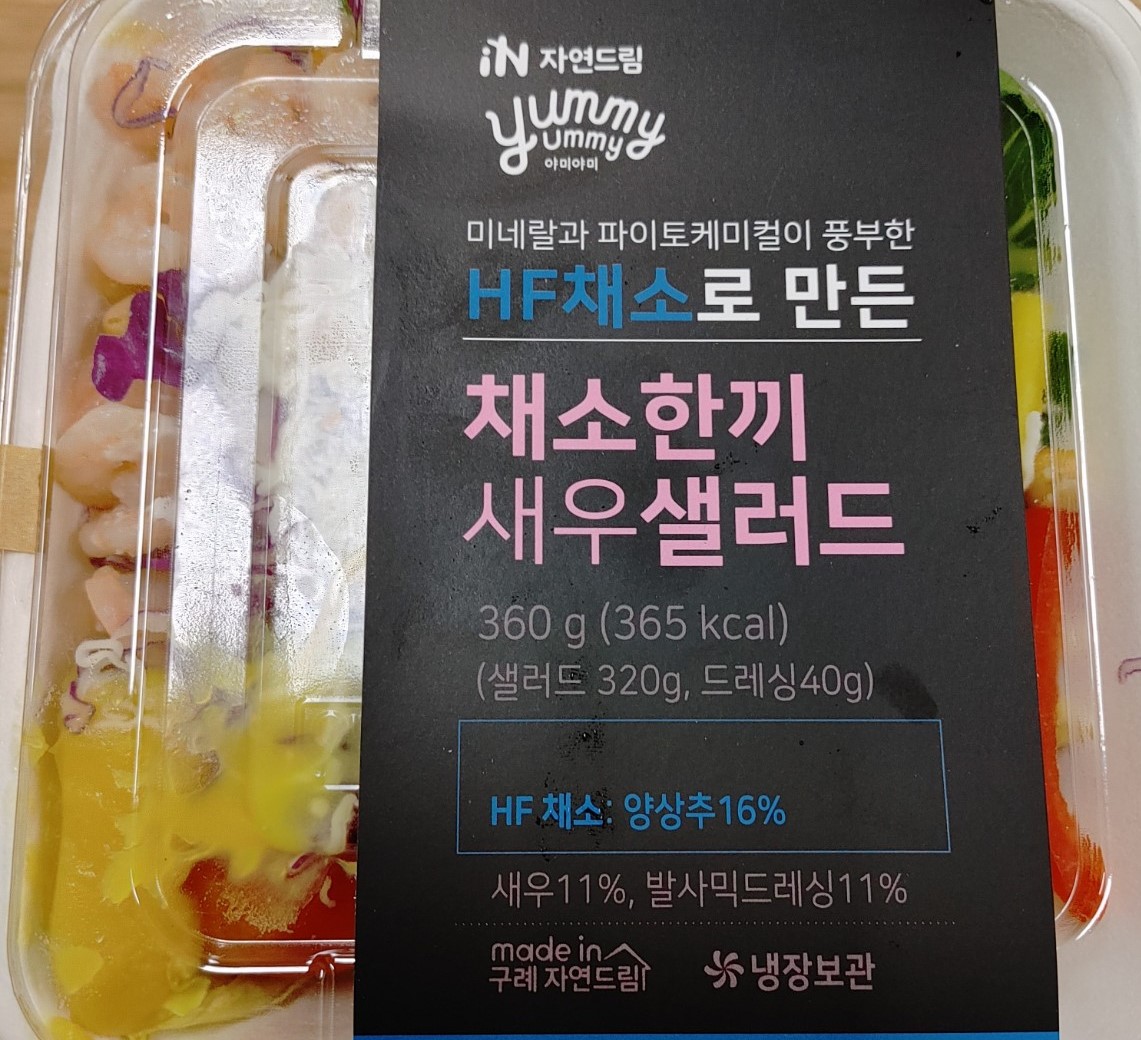 iN 자연드림
yummy
yummy
야미야미
미네랄과 파이토케미컬이 풍부한
HF채소로 만든
채소한끼
새우샐러드
360 g (365 kcal)
(샐러드 320g, 드레싱40g)
HF 채소: 양상추16%
새우11%, 발사믹드레싱11%
made in
구례 자연드림
냉장보관